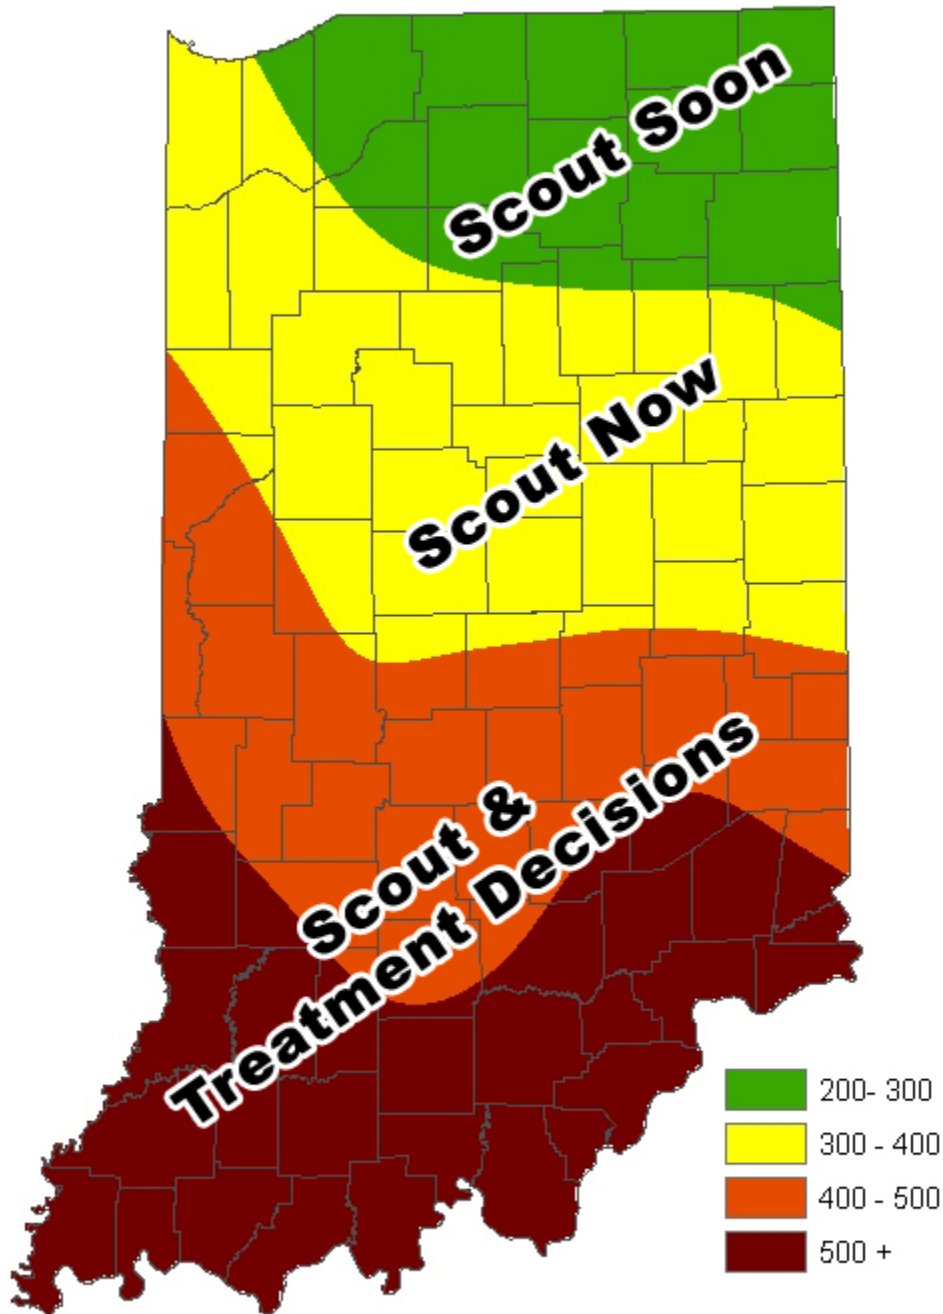 Scout Soon
Scout Now
Scout &
Treatment Decisions
200- 300
300 - 400
400 - 500
500 +